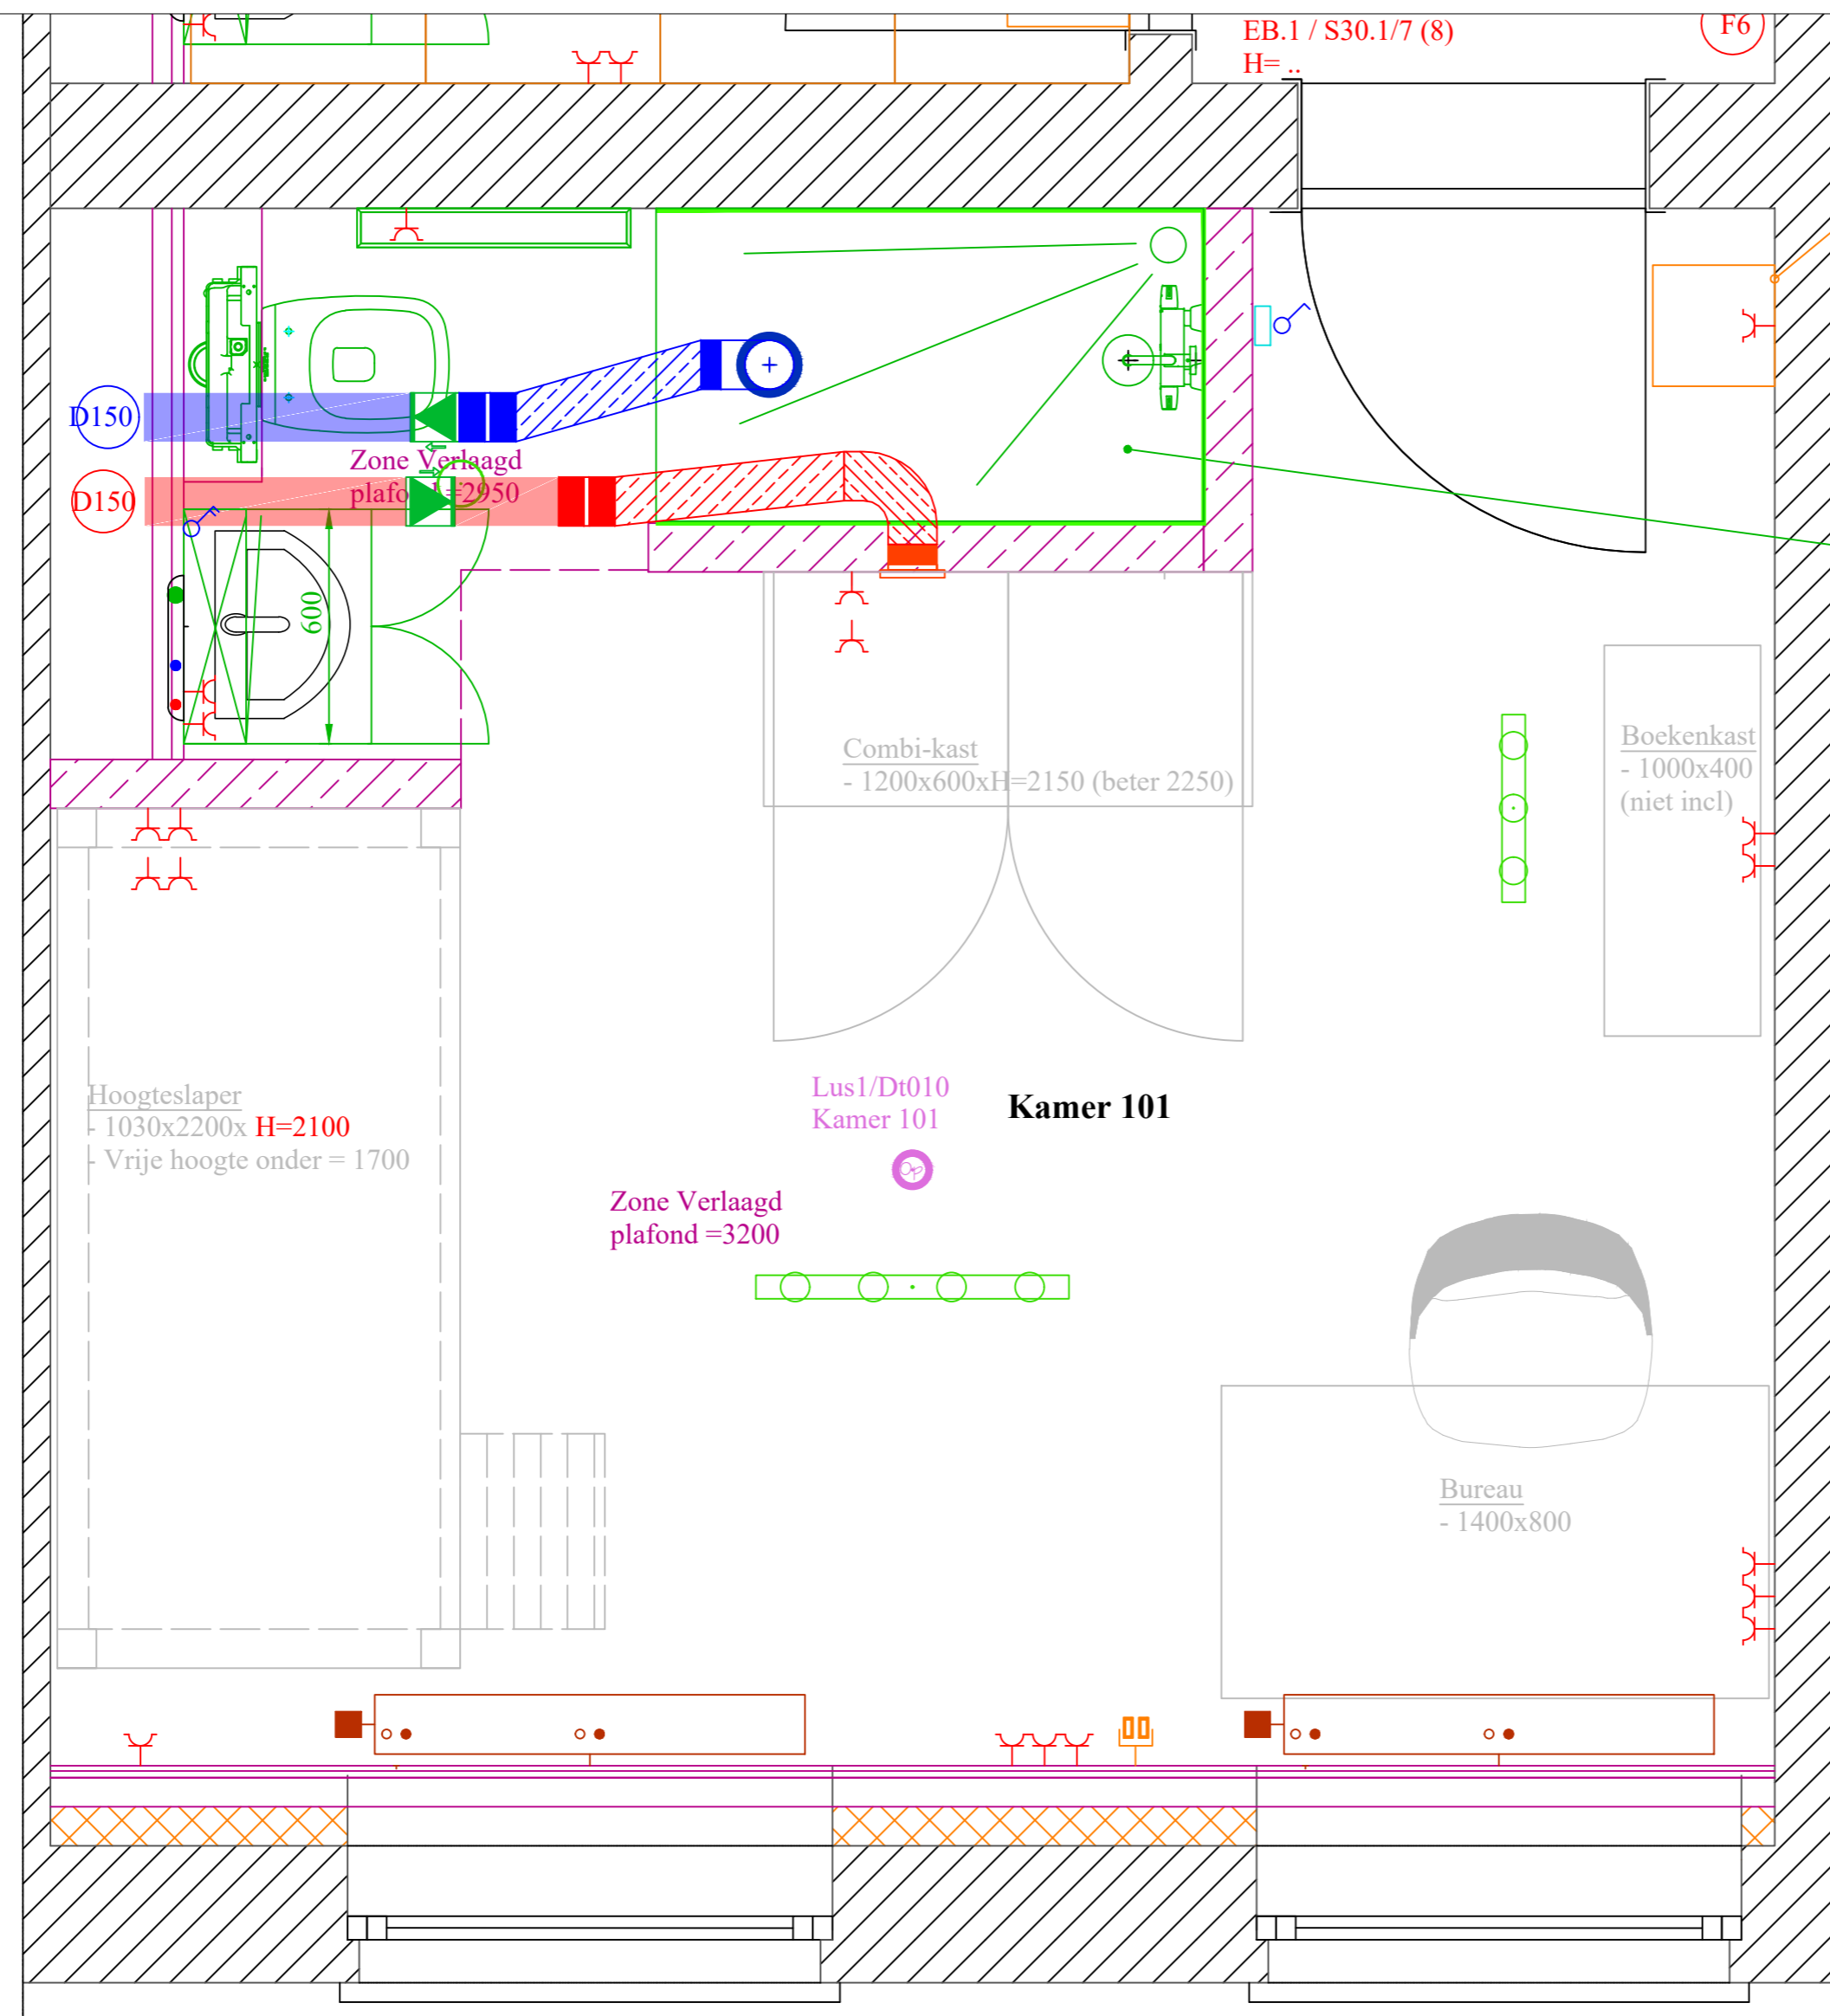 EB.1 / S30.1/7 (8)
H= ..
F6
D150
D150
Zone Verlaagd
plafond =2950
600
Combi-kast
- 1200x600xH=2150 (beter 2250)
Boekenkast
- 1000x400
(niet incl)
Hoogteslaper
- 1030x2200x H=2100
- Vrije hoogte onder = 1700
Lus1/Dt010
Kamer 101
Kamer 101
Zone Verlaagd
plafond =3200
Bureau
- 1400x800